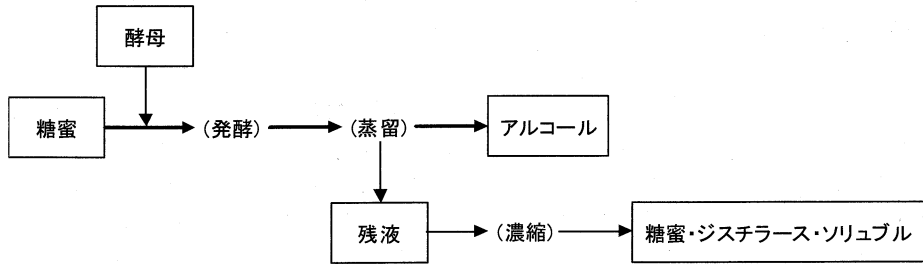 酵母
糖蜜
(発酵)
(蒸留)
アルコール
残液
(濃縮)
糖蜜・ジスチラース・ソリュブル